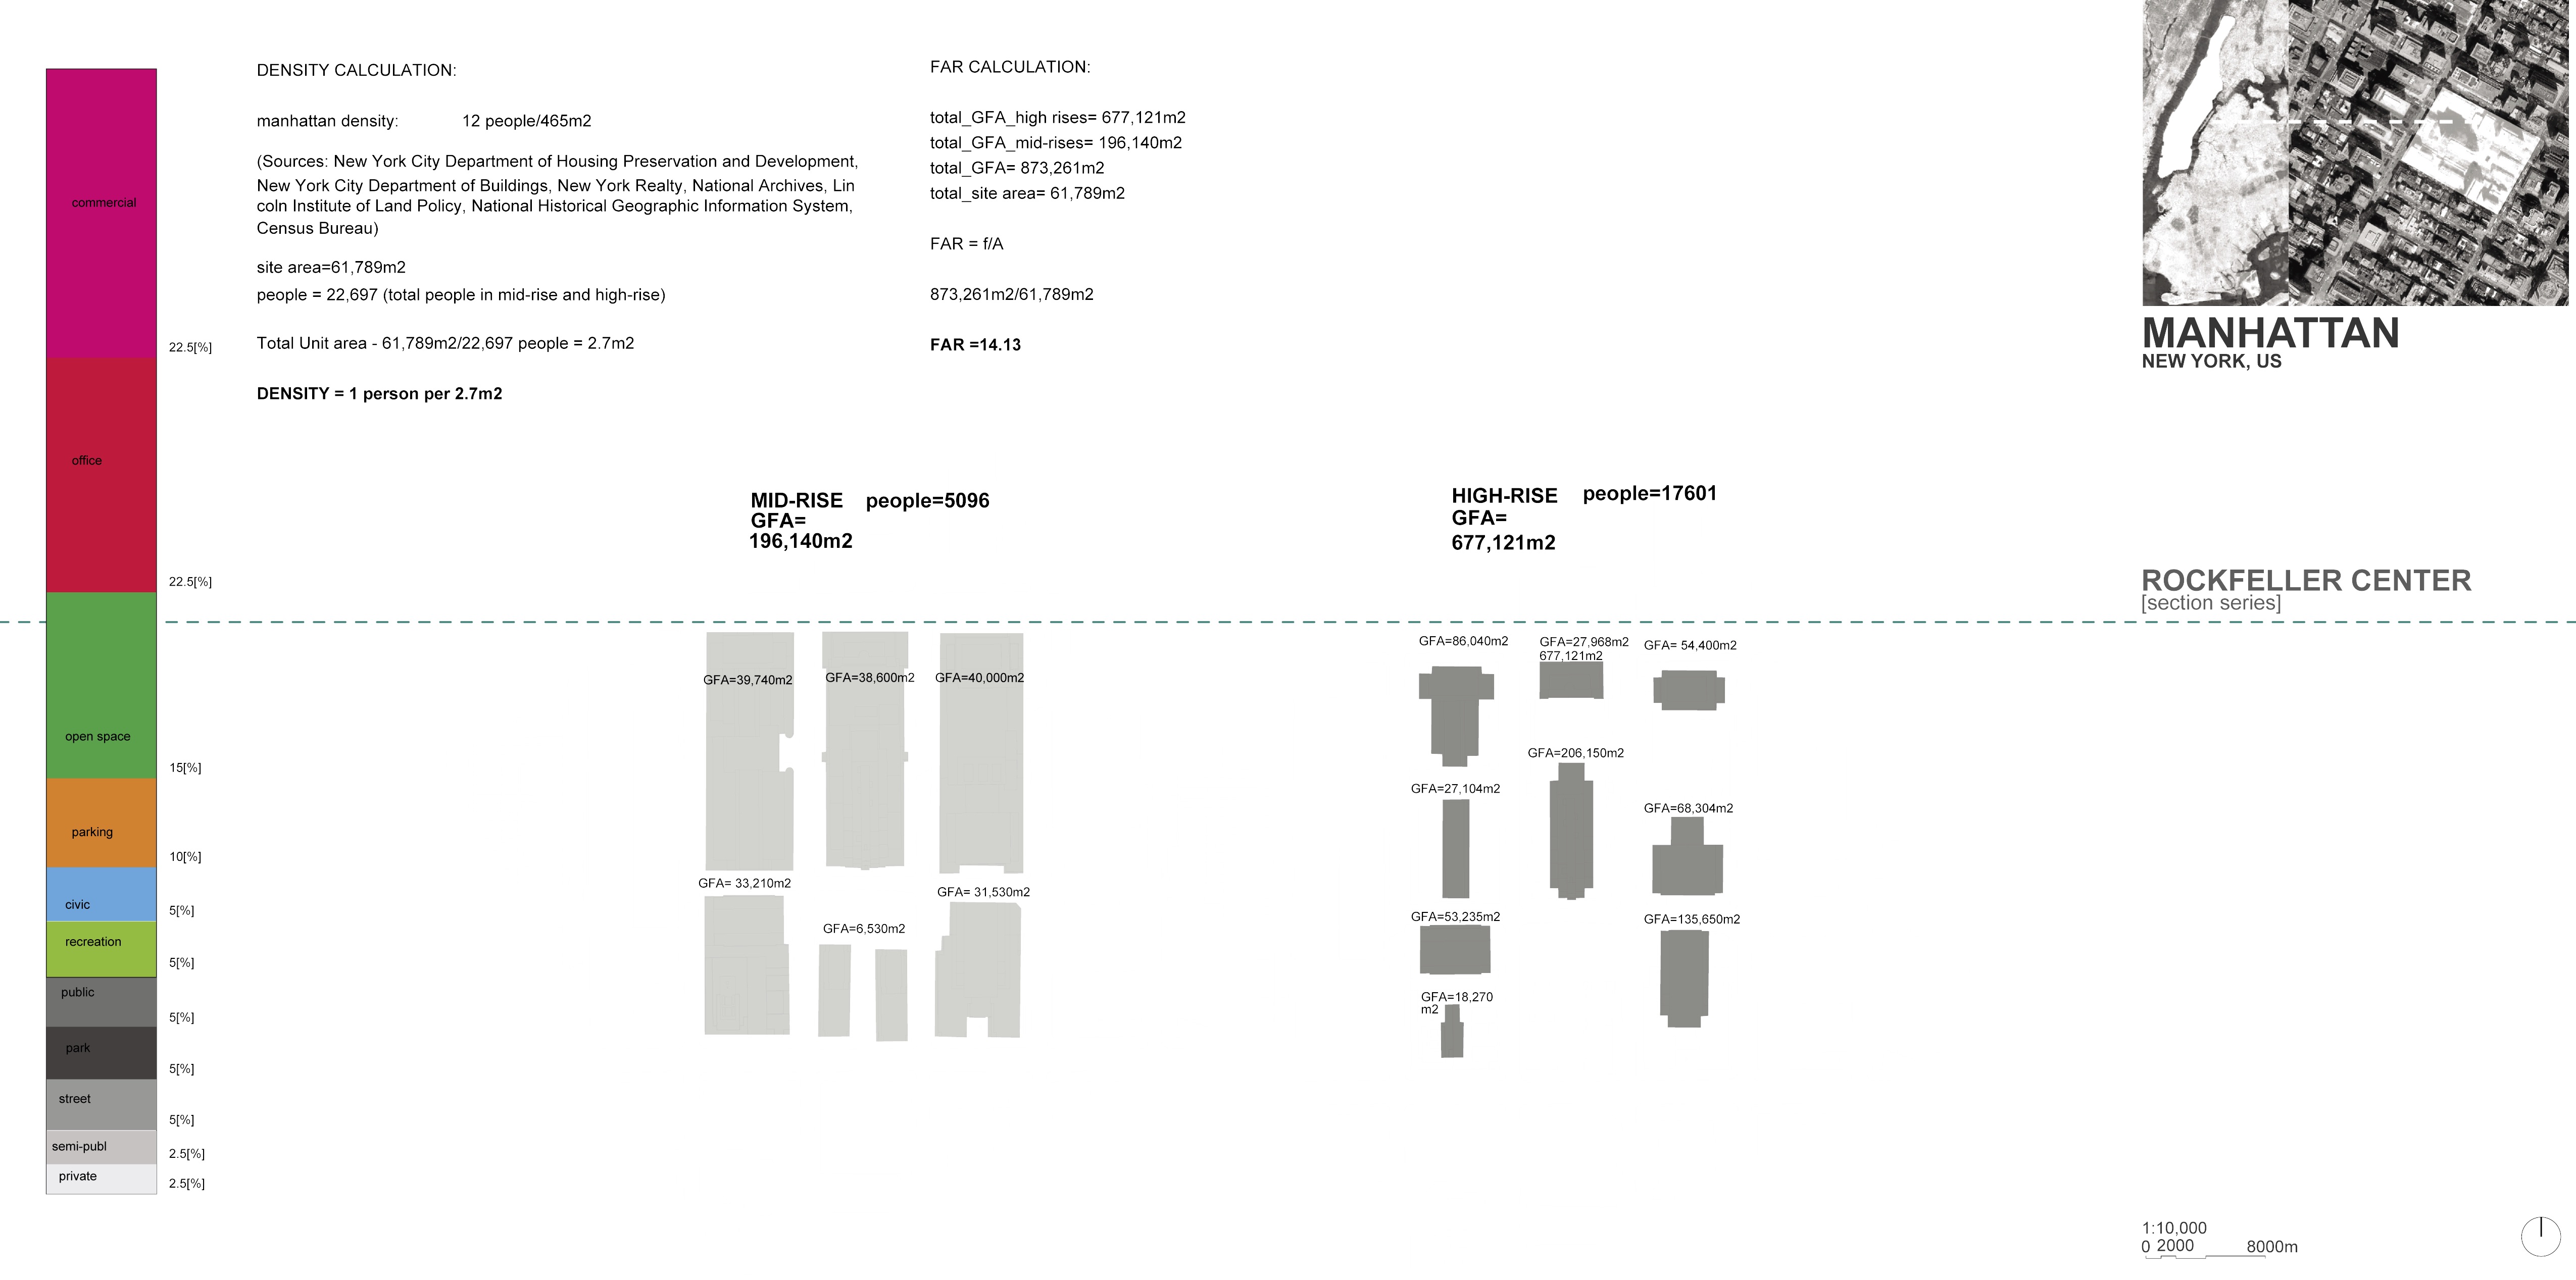 commercial
22.5[%]
office
22.5[%]
open space
15[%]
parking
10[%]
civic
5[%]
recreation
5[%]
public
5[%]
park
5[%]
street
5[%]
semi-publ
2.5[%]
private
2.5[%]
DENSITY CALCULATION:
manhattan density: 12 people/465m2
(Sources: New York City Department of Housing Preservation and Development,
New York City Department of Buildings, New York Realty, National Archives, Lin
coln Institute of Land Policy, National Historical Geographic Information System,
Census Bureau)
site area=61,789m2
people = 22,697 (total people in mid-rise and high-rise)
Total Unit area - 61,789m2/22,697 people = 2.7m2
DENSITY = 1 person per 2.7m2
FAR CALCULATION:
total_GFA_high rises= 677,121m2
total_GFA_mid-rises= 196,140m2
total_GFA= 873,261m2
total_site area= 61,789m2
FAR = f/A
873,261m2/61,789m2
FAR =14.13
MANHATTAN
NEW YORK, US
MID-RISE people=5096
GFA=
196,140m2
HIGH-RISE people=17601
GFA=
677,121m2
ROCKFELLER CENTER
[section series]
GFA=39,740m2
GFA=38,600m2
GFA=40,000m2
GFA= 33,210m2
GFA=6,530m2
GFA= 31,530m2
GFA=86,040m2
GFA=27,968m2
677,121m2
GFA= 54,400m2
GFA=206,150m2
GFA=27,104m2
GFA=68,304m2
GFA=53,235m2
GFA=135,650m2
GFA=18,270
m2
1:10,000
0 2000 8000m